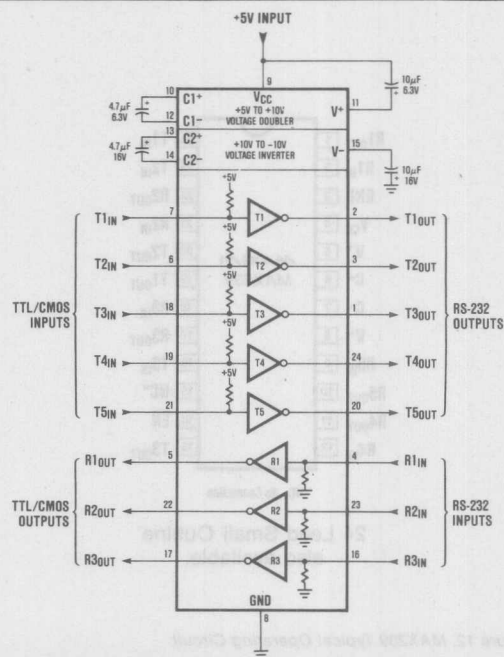 +5V INPUT
9
10 C1+
VCC
4.7µF
6.3V
+5V TO +10V
VOLTAGE DOUBLER
V+
11
10µF
6.3V
12 C1-
13 C2+
4.7µF
16V
+10V TO -10V
VOLTAGE INVERTER
V-
15
14 C2-
10µF
16V
+5V
T1IN 7 T1 2 T1OUT
+5V
T2IN 6 T2 3 T2OUT
+5V
TTL/CMOS
INPUTS
T3IN 18 T3 1 T3OUT
RS-232
OUTPUTS
+5V
T4IN 19 T4 24 T4OUT
+5V
T5IN 21 T5 20 T5OUT
R1OUT 5 R1 4 R1IN
TTL/CMOS
OUTPUTS
R2OUT 22 R2 23 R2IN
RS-232
INPUTS
R3OUT 17 R3 16 R3IN
GND
8